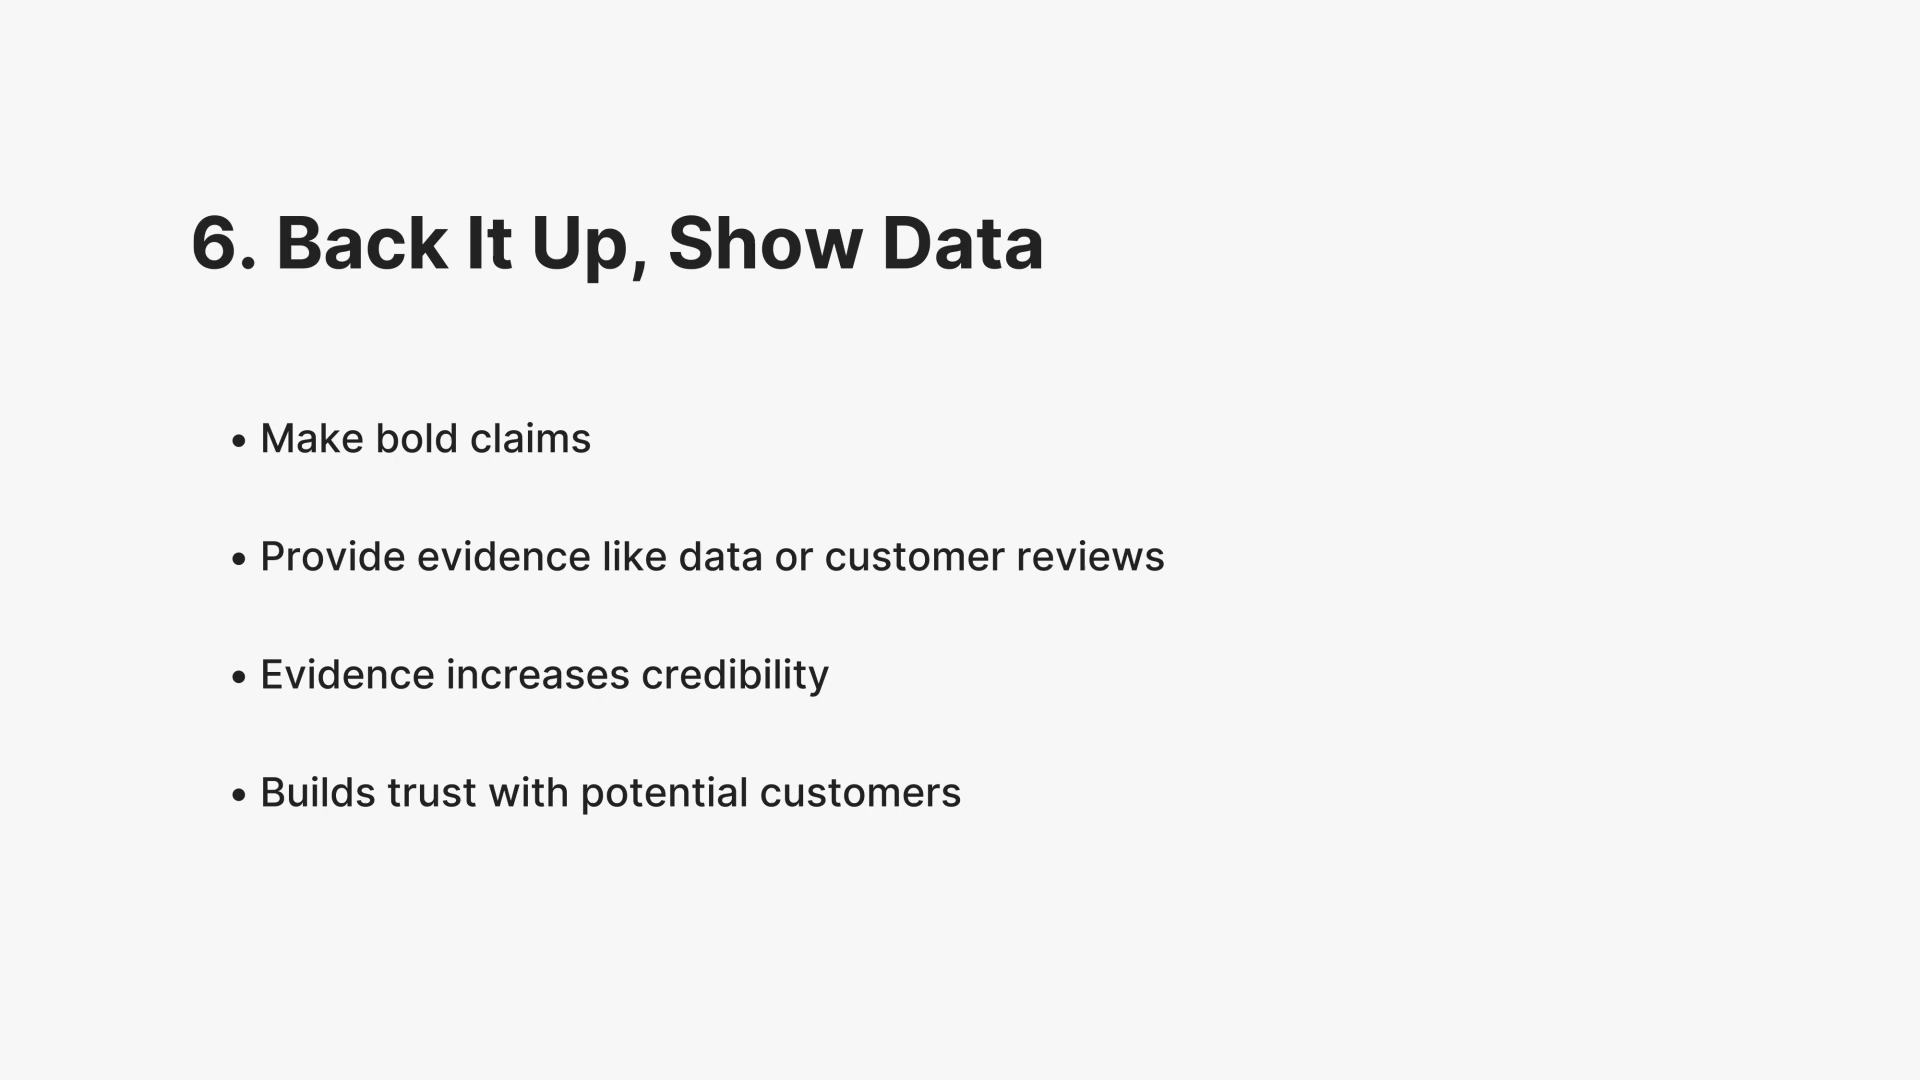 6. Back It Up, Show Data
• Make bold claims
• Provide evidence like data or customer reviews
• Evidence increases credibility
• Builds trust with potential customers